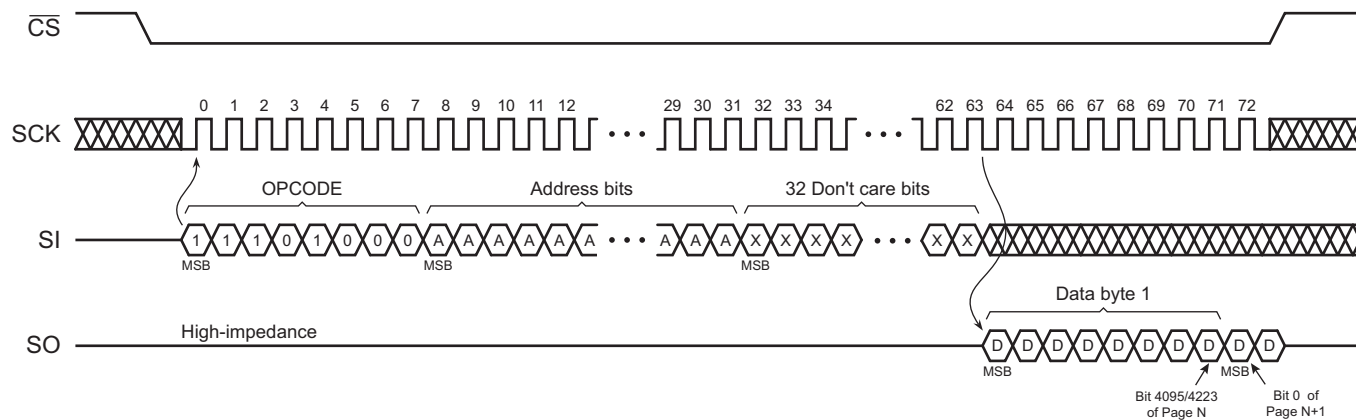 CS
0 1 2 3 4 5 6 7 8 9 10 11 12 29 30 31 32 33 34 62 63 64 65 66 67 68 69 70 71 72
SCK
OPCODE Address bits 32 Don't care bits
SI 1 1 1 0 1 0 0 0 A A A A A A A A A X X X X X X
MSB MSB MSB
Data byte 1
High-impedance
SO D D D D D D D D D D
MSB MSB
Bit 4095/4223
of Page N
Bit 0 of
Page N+1